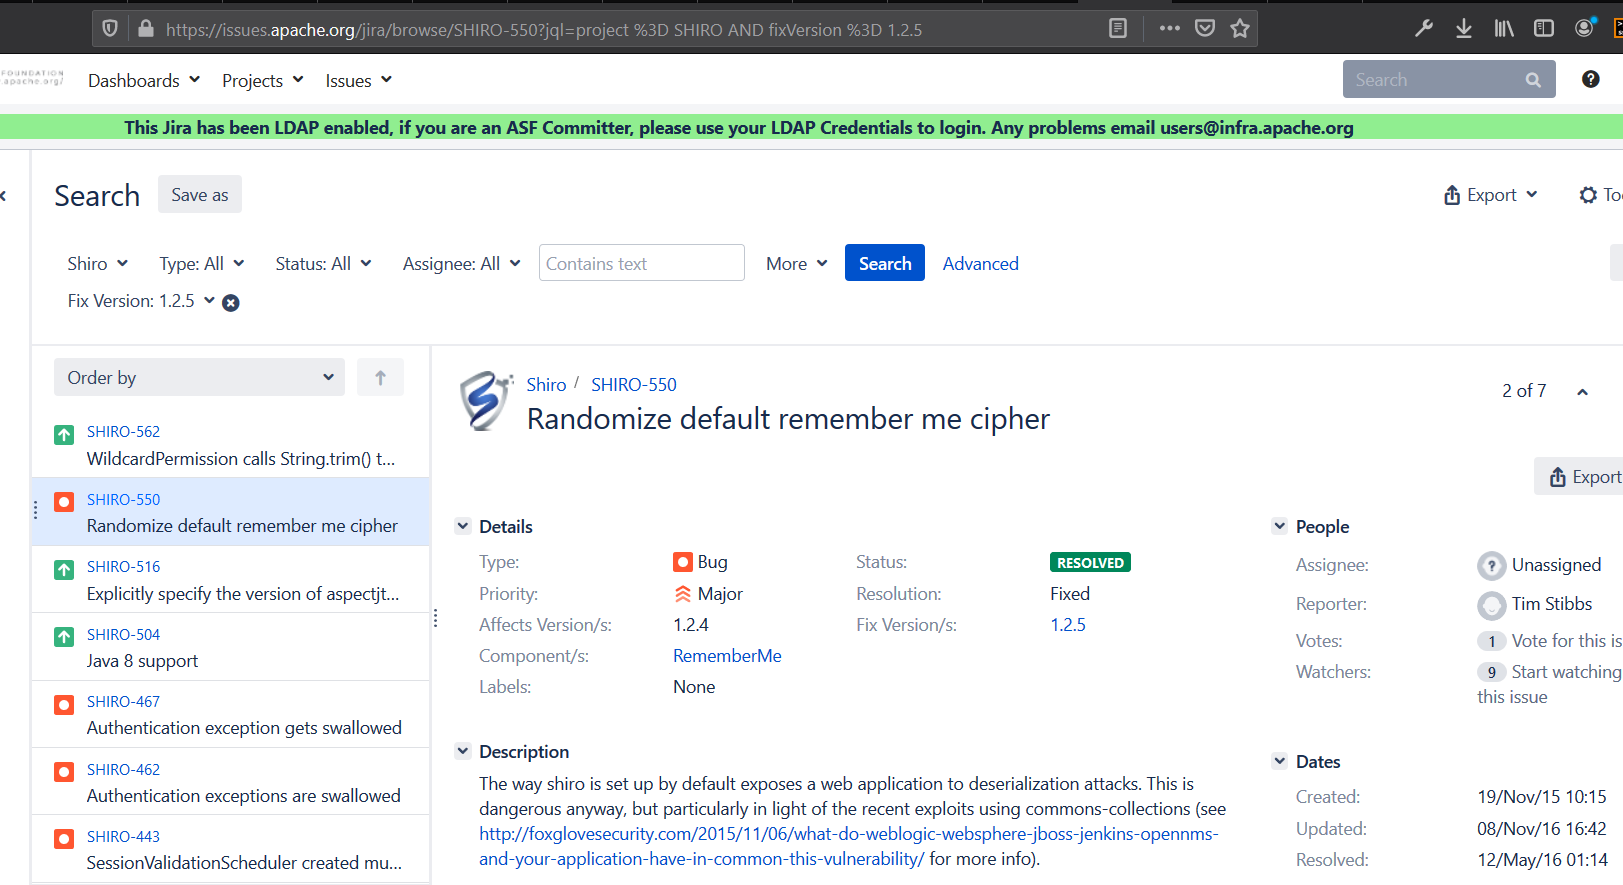 https://issues.apache.org/jira/browse/SHIRO-550?jql=project %3D SHIRO AND fixVersion %3D 1.2.5
FOUNDATION
apache.org/
Dashboards Projects Issues Search
This Jira has been LDAP enabled, if you are an ASF Committer, please use your LDAP Credentials to login. Any problems email users@infra.apache.org
Search Save as Export
Shiro Type: All Status: All Assignee: All Contains text More Search Advanced
Fix Version: 1.2.5
Order by
SHIRO-562
WildcardPermission calls String.trim() t...
SHIRO-550
Randomize default remember me cipher
SHIRO-516
Explicitly specify the version of aspectjt...
SHIRO-504
Java 8 support
SHIRO-467
Authentication exception gets swallowed
SHIRO-462
Authentication exceptions are swallowed
SHIRO-443
SessionValidationScheduler created mu...
Shiro / SHIRO-550
2 of 7
Randomize default remember me cipher
Export
Details
Type: Bug Status: RESOLVED
Priority: Major Resolution: Fixed
Affects Version/s: 1.2.4 Fix Version/s: 1.2.5
Component/s: RememberMe
Labels: None
Description
The way shiro is set up by default exposes a web application to deserialization attacks. This is
dangerous anyway, but particularly in light of the recent exploits using commons-collections (see
http://foxglovesecurity.com/2015/11/06/what-do-weblogic-websphere-jboss-jenkins-opennms-
and-your-application-have-in-common-this-vulnerability/ for more info).
People
Assignee: ? Unassigned
Reporter: Tim Stibbs
Votes: 1 Vote for this is
Watchers: 9 Start watching
this issue
Dates
Created: 19/Nov/15 10:15
Updated: 08/Nov/16 16:42
Resolved: 12/May/16 01:14